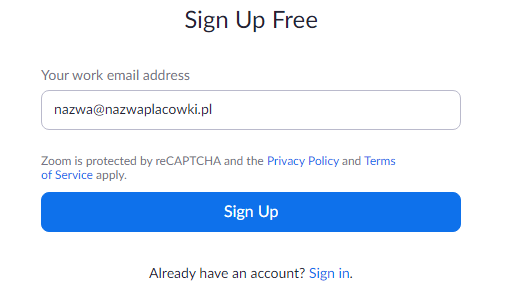 Sign Up Free
Your work email address
nazwa@nazwaplacowki.pl
Zoom is protected by reCAPTCHA and the Privacy Policy and Terms
of Service apply.
Sign Up
Already have an account? Sign in.